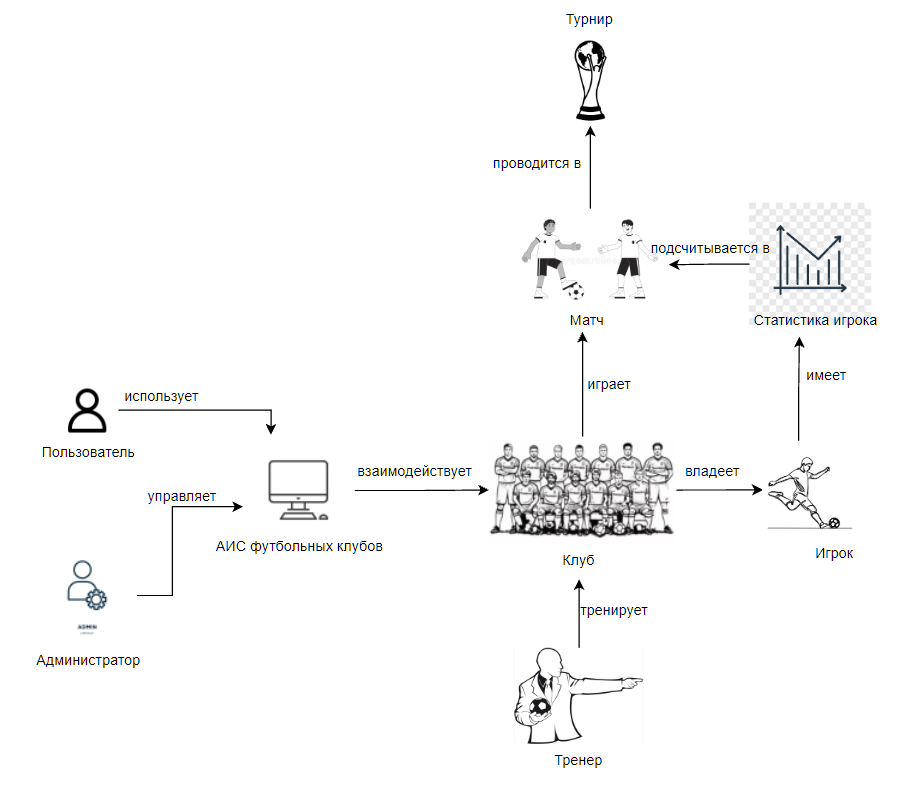 Турнир
проводится в
подсчитывается в
Матч
Статистика игрока
играет
имеет
использует
Пользователь
взаимодействует
владеет
управляет
АИС футбольных клубов
Клуб
Игрок
ADMIN
тренирует
Администратор
Тренер